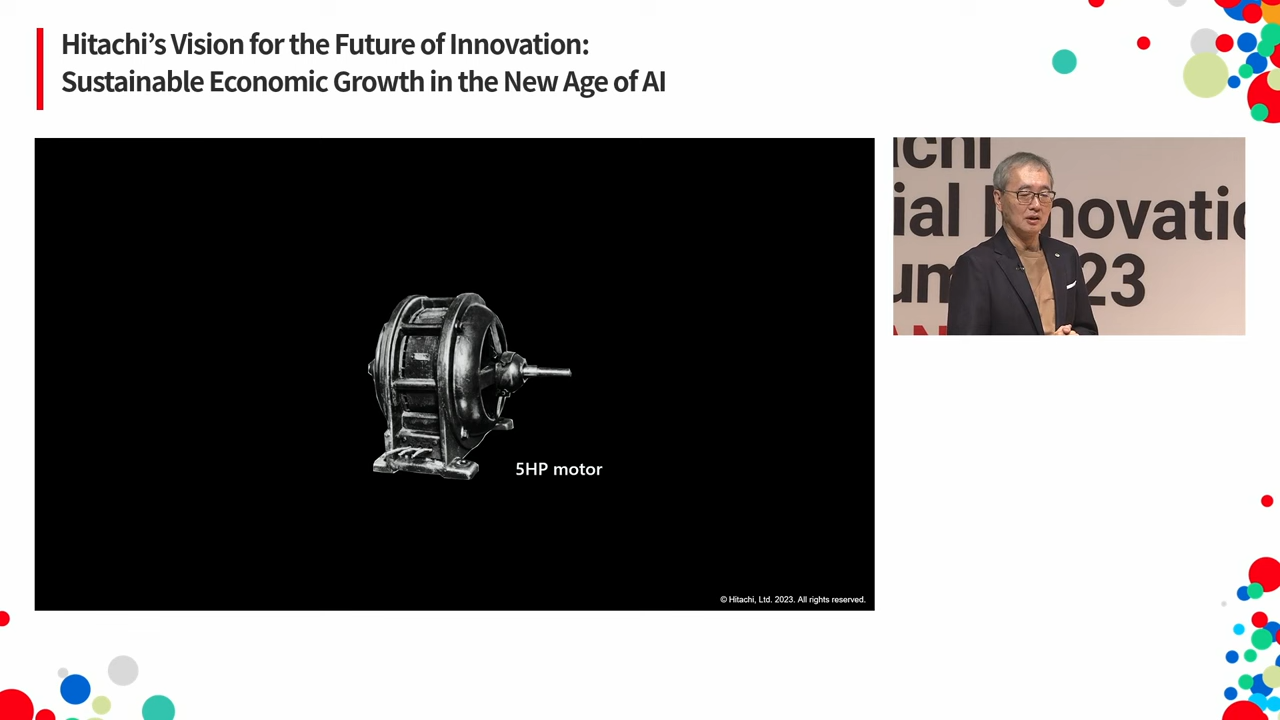 Hitachi’s Vision for the Future of Innovation:
Sustainable Economic Growth in the New Age of AI
5HP motor
© Hitachi, Ltd. 2023. All rights reserved.